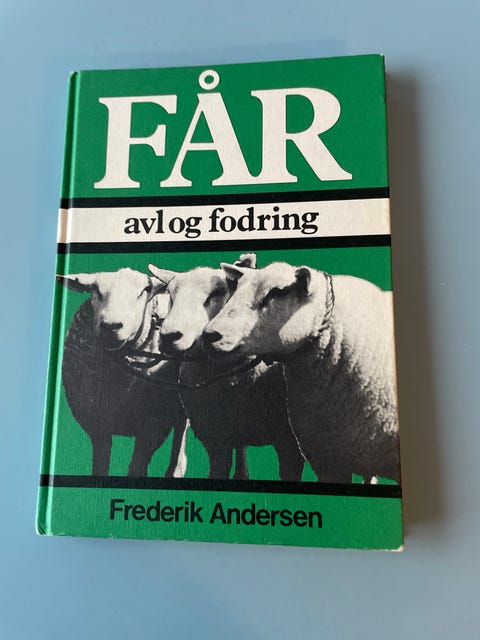 FÅR
avl og fodring
Frederik Andersen